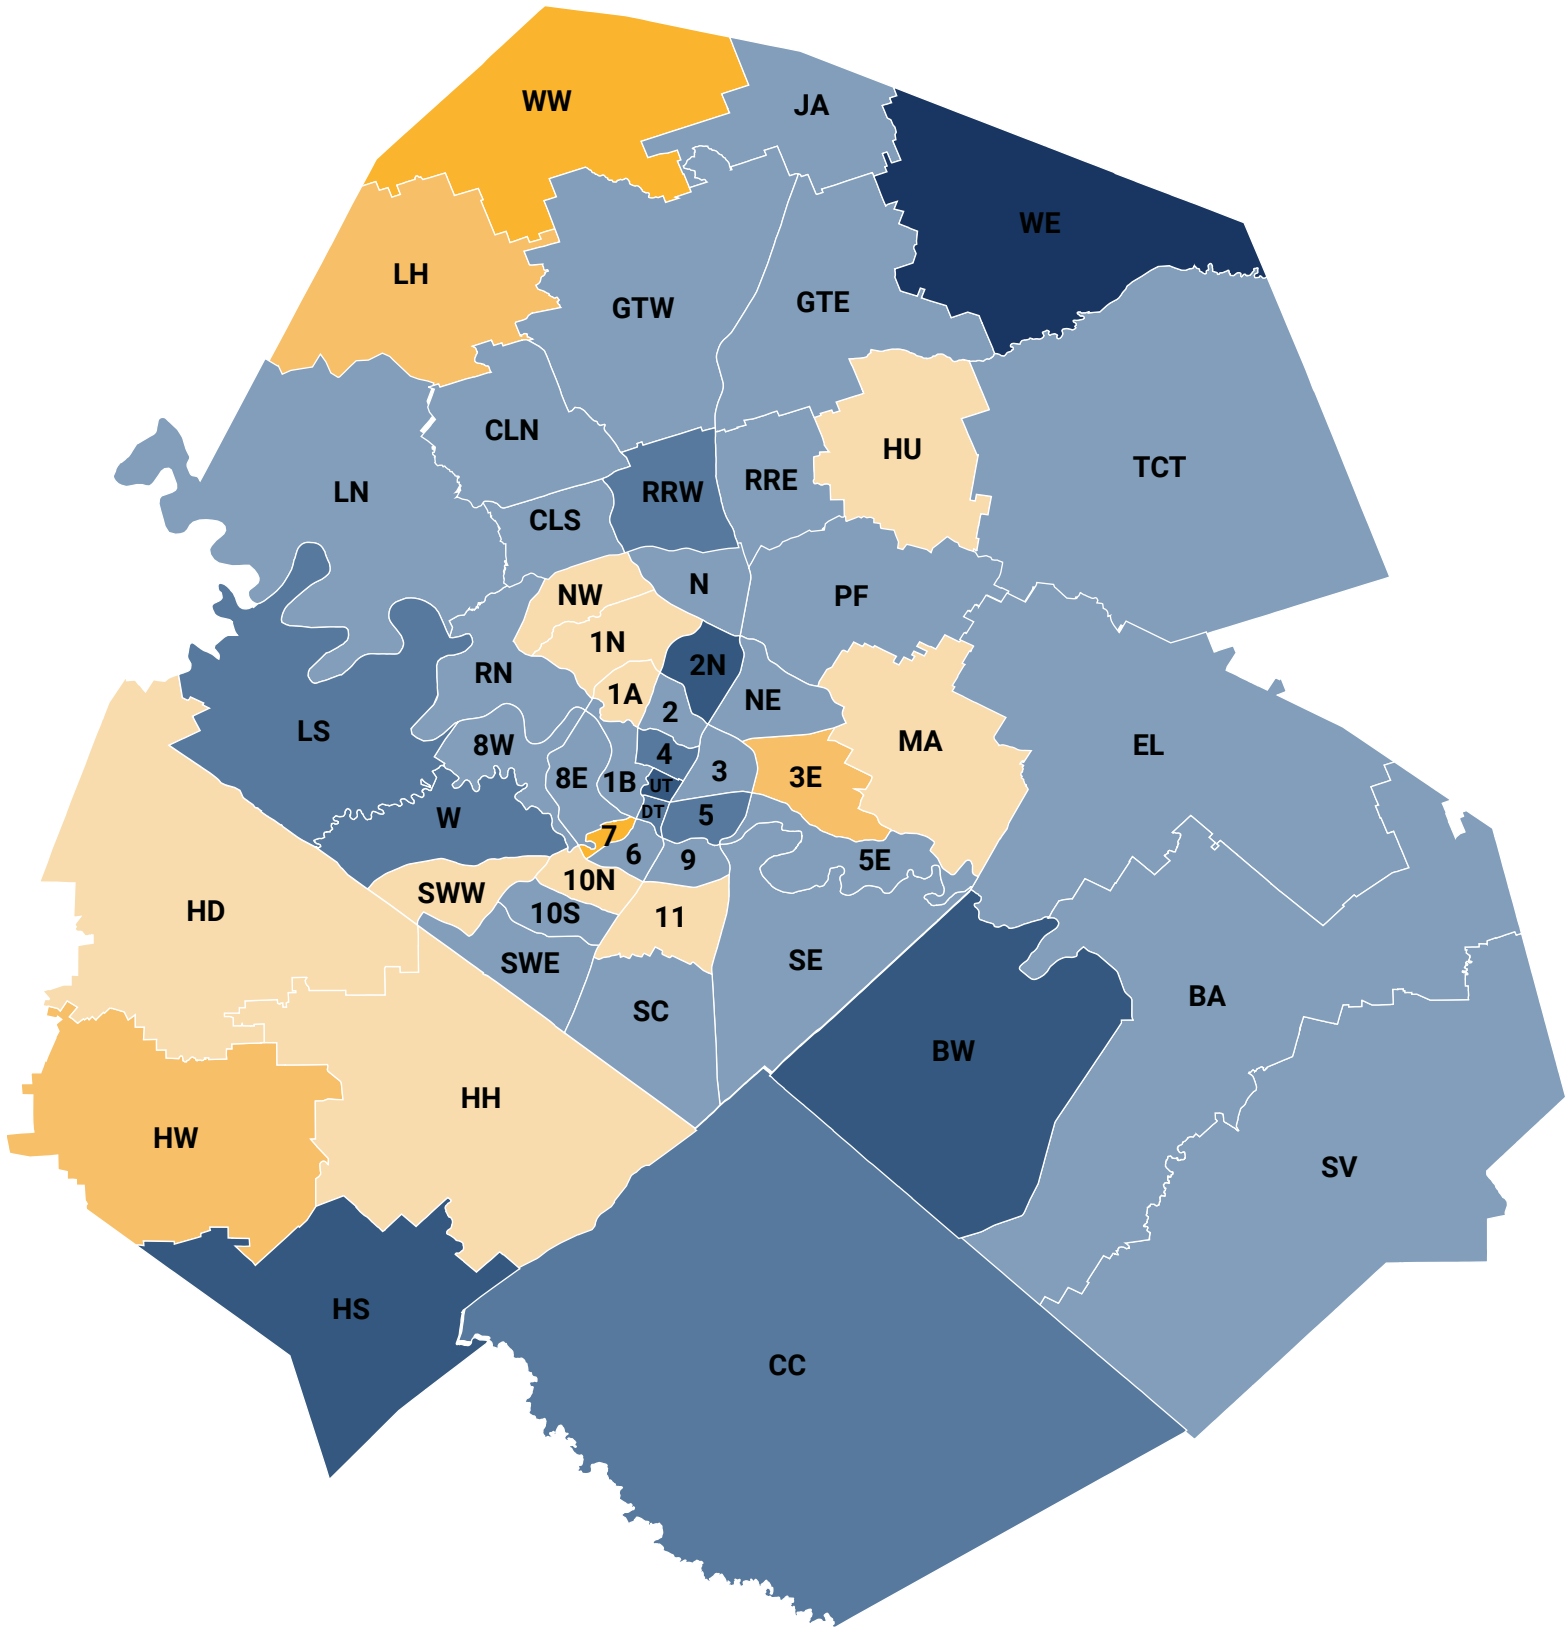 WW
JA
WE
LH
GTW
GTE
CLN
HU
TCT
LN
RRW
RRE
CLS
NW
N
PF
1N
2N
RN
1A
NE
2
LS
8W
MA
EL
4
3
3E
8E
1B
UT
DT
5
W
7
6
9
5E
10N
SWW
HD
10S
11
SWE
SE
BA
SC
BW
HH
HW
SV
HS
CC